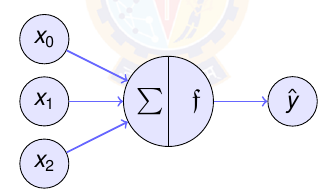 x₀
x₁
∑ 𝔣
ŷ
x₂